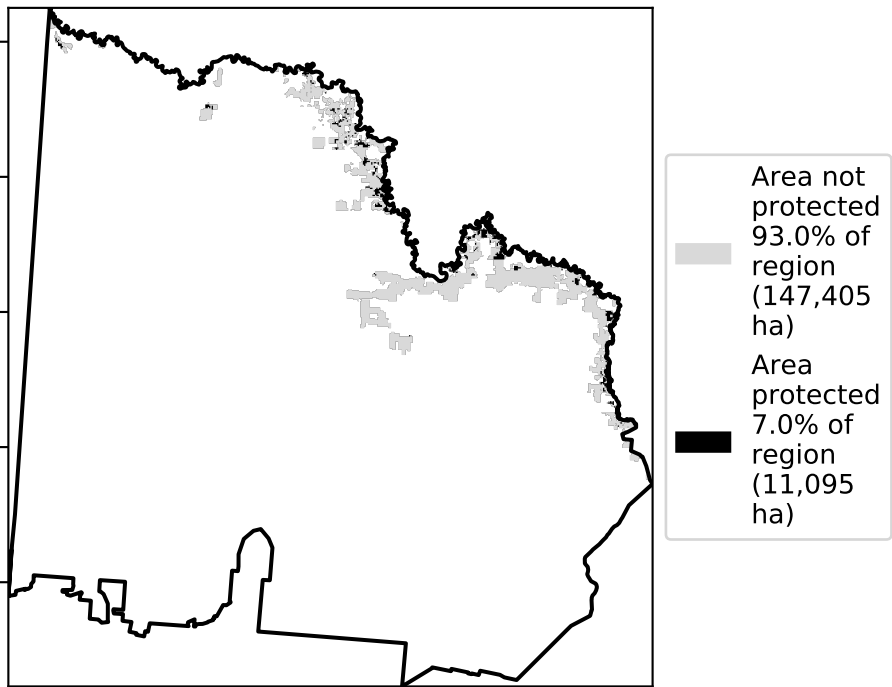 Area not
protected
93.0% of
region
(147,405
ha)
Area
protected
7.0% of
region
(11,095
ha)